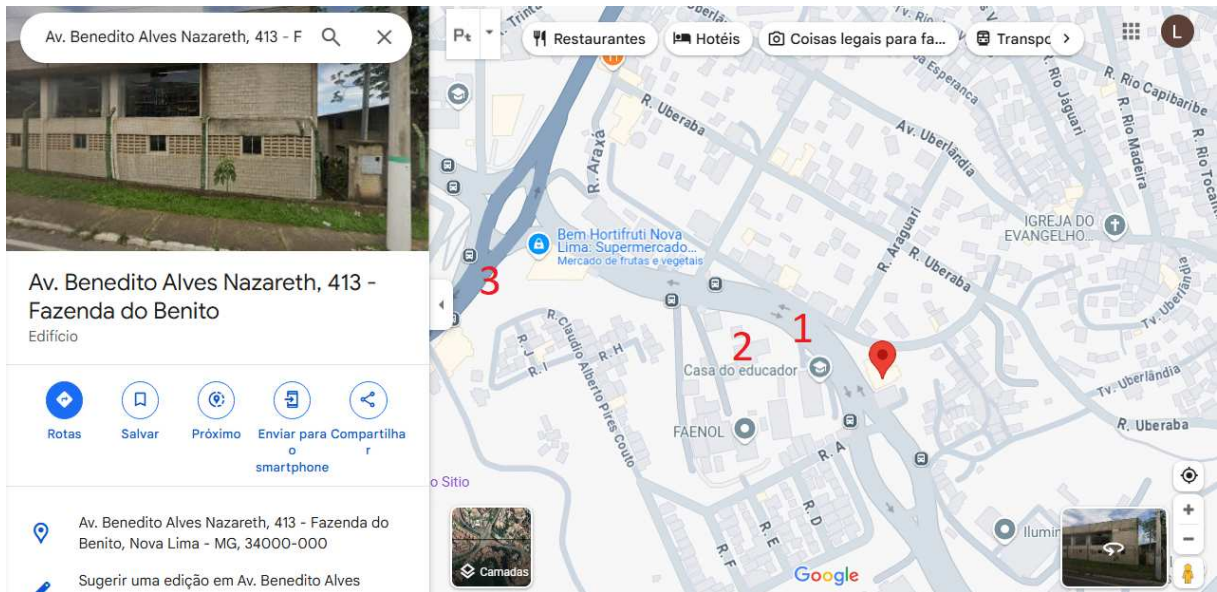 Av. Benedito Alves Nazareth, 413 - F
Av. Benedito Alves Nazareth, 413 -
Fazenda do Benito
Edifício
Rotas
Salvar
Próximo
Enviar para
o
smartphone
Compartilha
r
Av. Benedito Alves Nazareth, 413 - Fazenda do
Benito, Nova Lima - MG, 34000-000
Sugerir uma edição em Av. Benedito Alves
Restaurantes
Hotéis
Coisas legais para fa...
Transpo
L
R. Uberaba
R. Araxá
Av. Uberlândia
R. Rio Jáguari
R. Rio Capibaribe
R. Rio Madeira
Bem Hortifruti Nova
Lima: Supermercado...
Mercado de frutas e vegetais
R. Araguari
R. Uberaba
IGREJA DO
EVANGELHO...
3
1
2
Casa do educador
R. J
R. I
R. H
R. Claudio Alberto Pires Couto
FAENOL
R. A
R. D
R. E
R. F
Tv. Uberlândia
Tv. Uberlândia
R. Uberaba
o Sitio
Camadas
Google
Ilumin